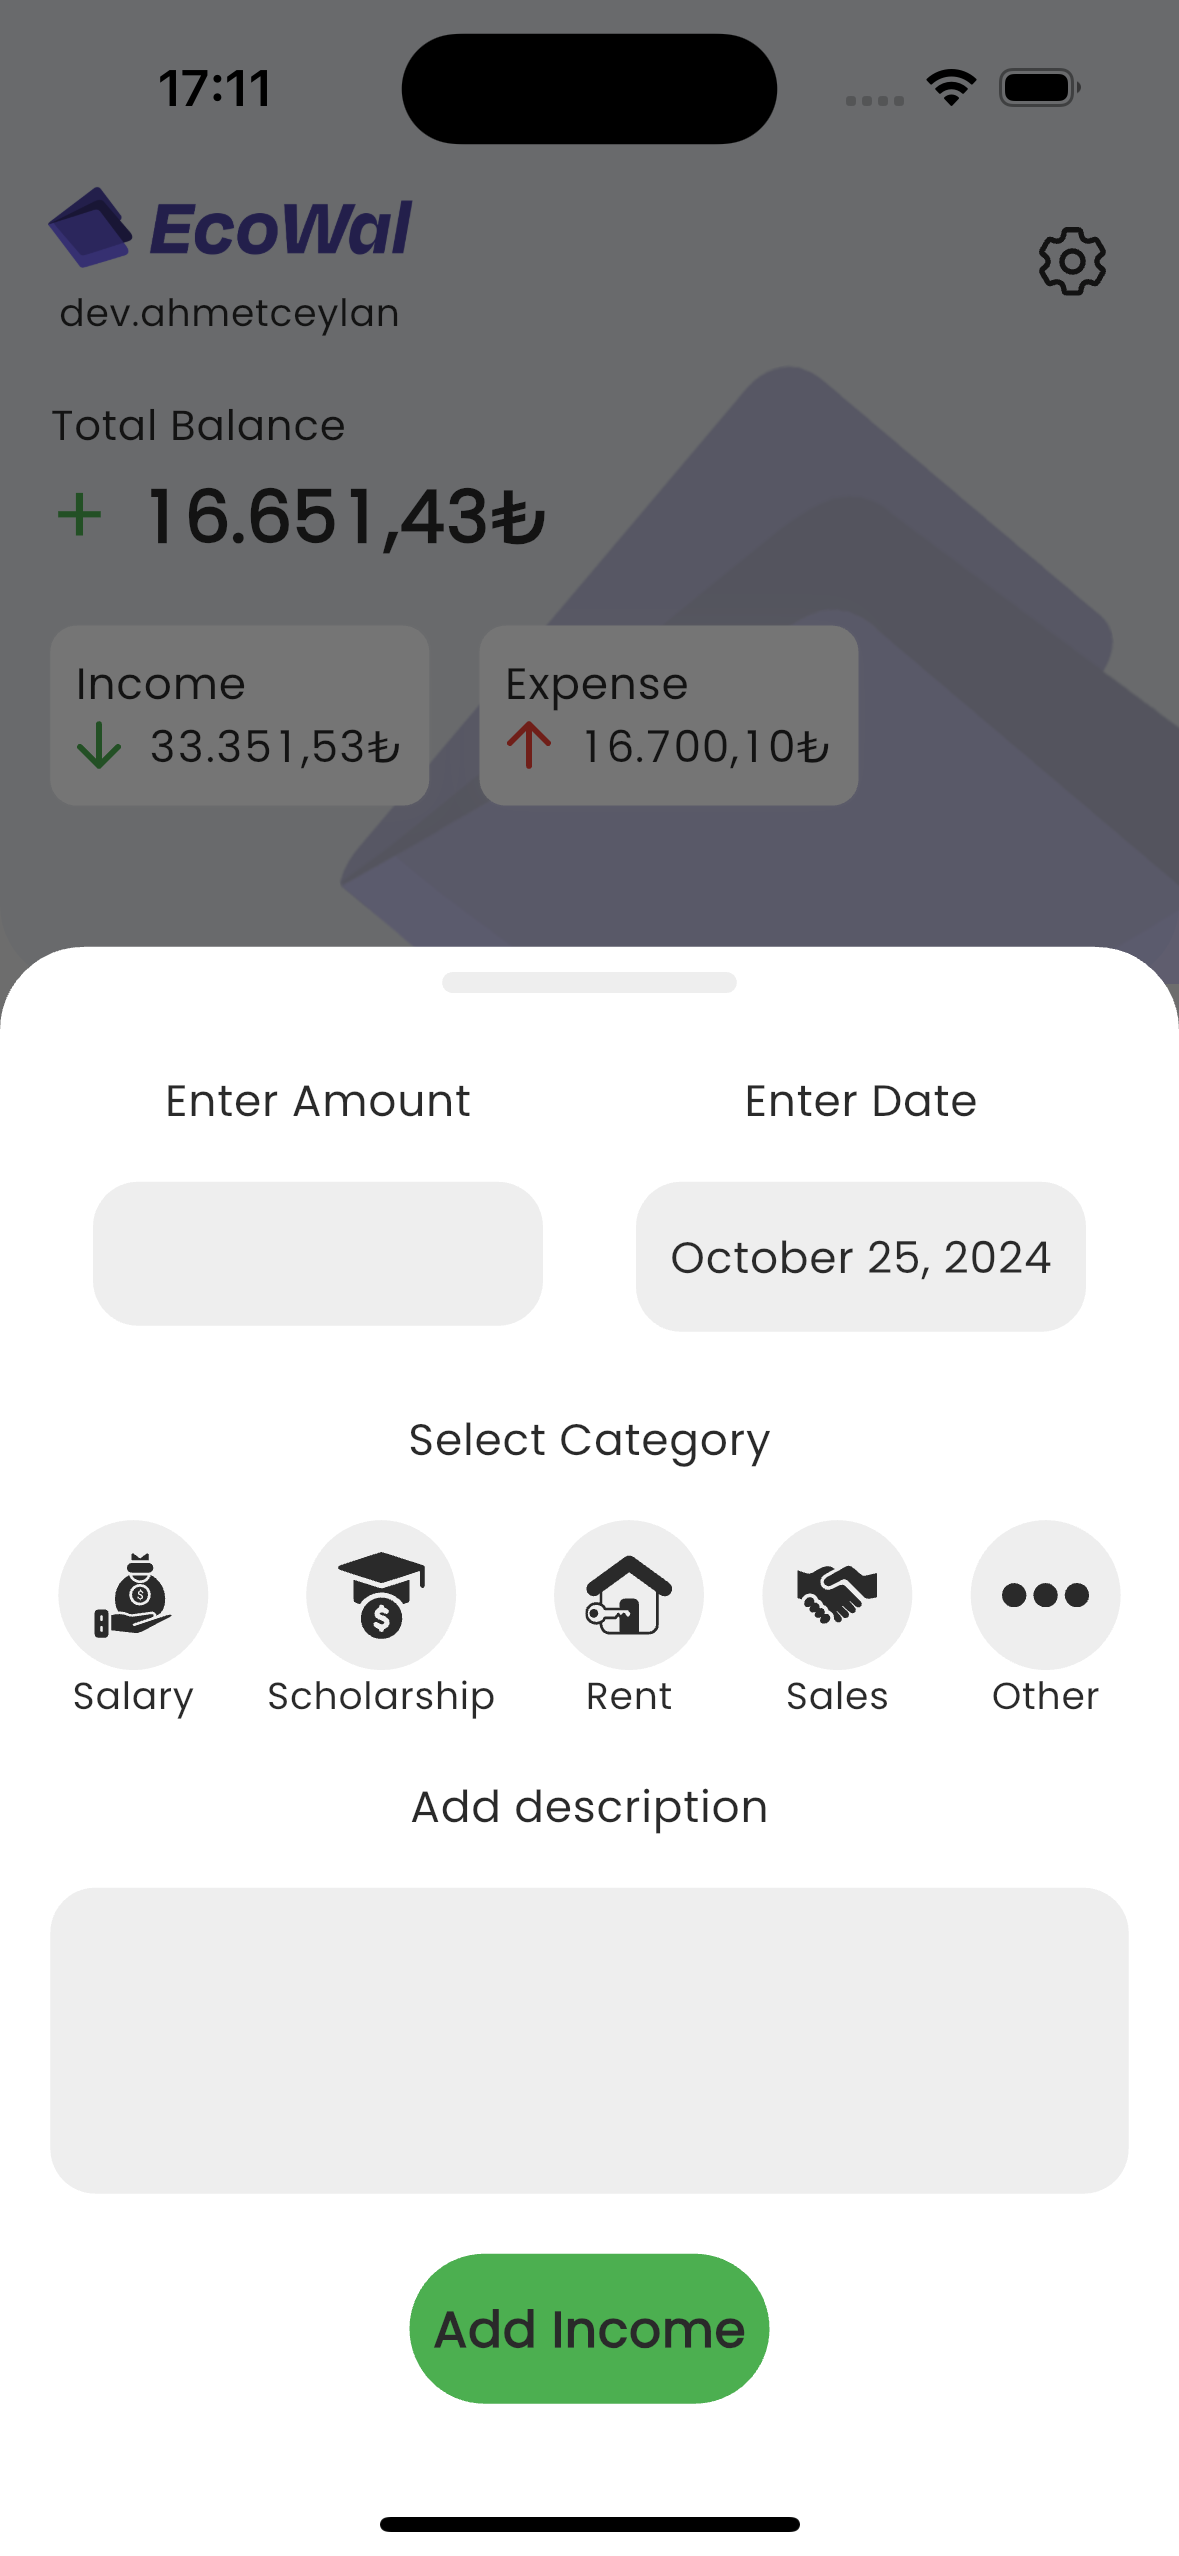 17:11
EcoWal
dev.ahmetceylan
Total Balance
+ 16.651,43₺
Income Expense
33.351,53₺ 16.700,10₺
Enter Amount Enter Date
October 25, 2024
Select Category
Salary Scholarship Rent Sales Other
Add description
Add Income